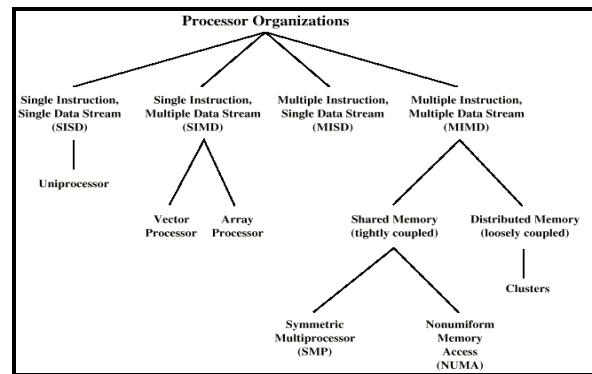 Processor Organizations
Single Instruction,
Single Data Stream
(SISD)
Single Instruction,
Multiple Data Stream
(SIMD)
Multiple Instruction,
Single Data Stream
(MISD)
Multiple Instruction,
Multiple Data Stream
(MIMD)
Uniprocessor
Vector
Processor
Array
Processor
Shared Memory
(tightly coupled)
Distributed Memory
(loosely coupled)
Clusters
Symmetric
Multiprocessor
(SMP)
Nonumiform
Memory
Access
(NUMA)